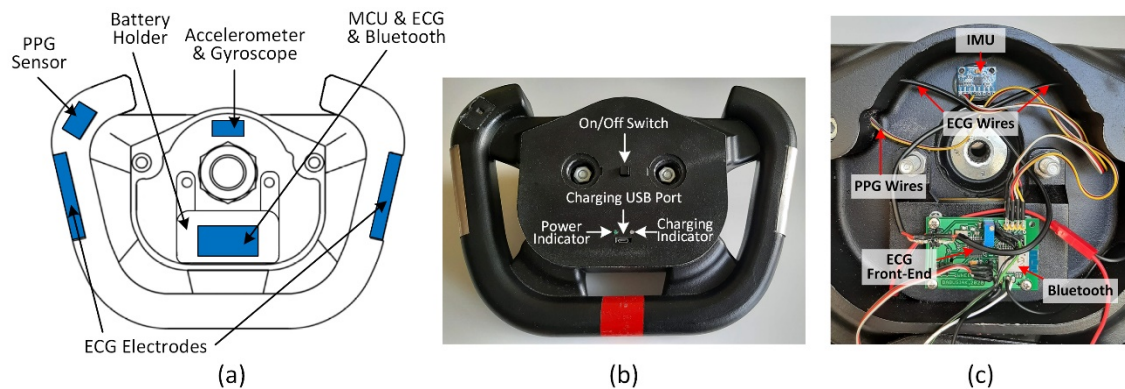 PPG
Sensor
Battery
Holder
Accelerometer
& Gyroscope
MCU & ECG
& Bluetooth
ECG Electrodes
(a)
On/Off Switch
Charging USB Port
Power
Indicator
Charging
Indicator
(b)
IMU
ECG Wires
PPG Wires
ECG
Front-End
Bluetooth
(c)